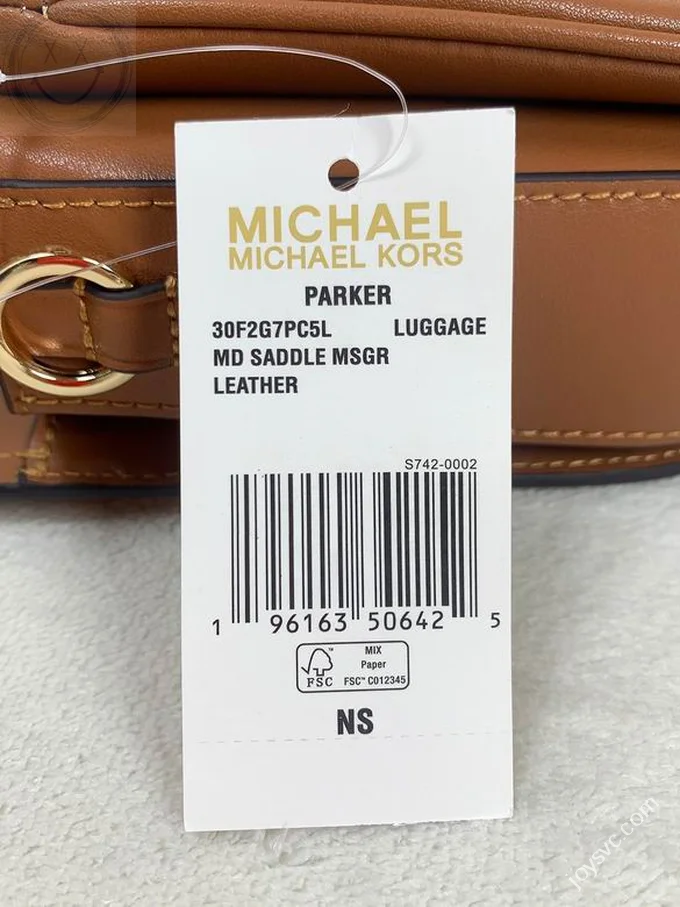 MICHAEL
MICHAEL KORS
PARKER
30F2G7PC5L LUGGAGE
MD SADDLE MSGR
LEATHER
S742-0002
1 96163 50642 5
FSC™
MIX
Paper
FSC™ C012345
NS
joysvc.com